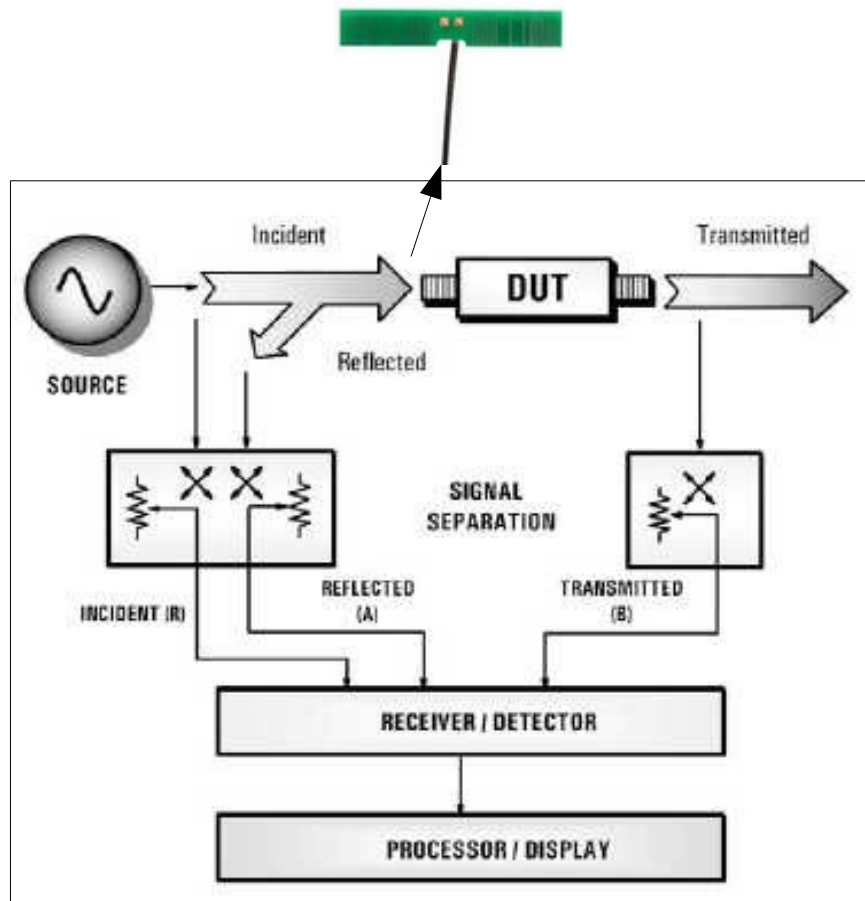 Incident
Transmitted
DUT
Reflected
SOURCE
SIGNAL
SEPARATION
INCIDENT (R)
REFLECTED
(A)
TRANSMITTED
(B)
RECEIVER / DETECTOR
PROCESSOR / DISPLAY